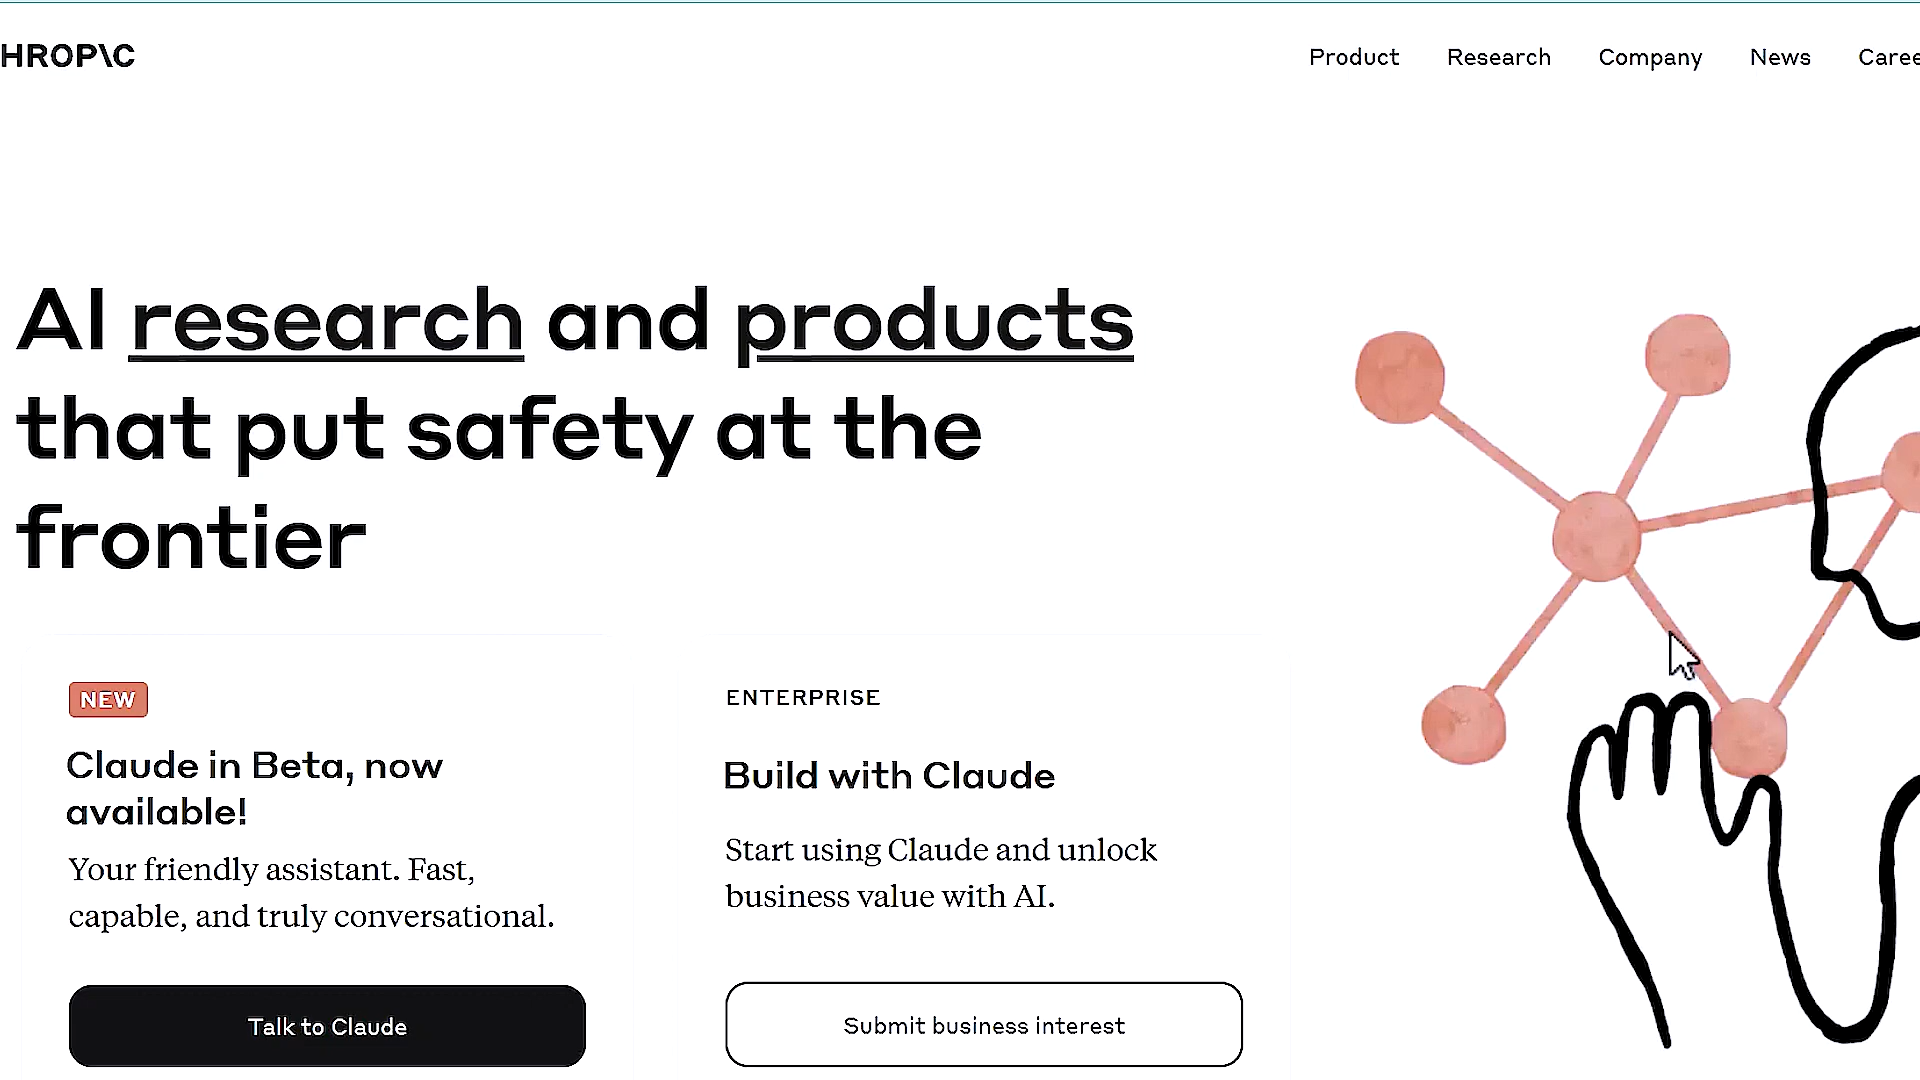 HROP\C
Product Research Company News Caree
AI research and products
that put safety at the
frontier
NEW
Claude in Beta, now
available!
Your friendly assistant. Fast,
capable, and truly conversational.
Talk to Claude
ENTERPRISE
Build with Claude
Start using Claude and unlock
business value with AI.
Submit business interest